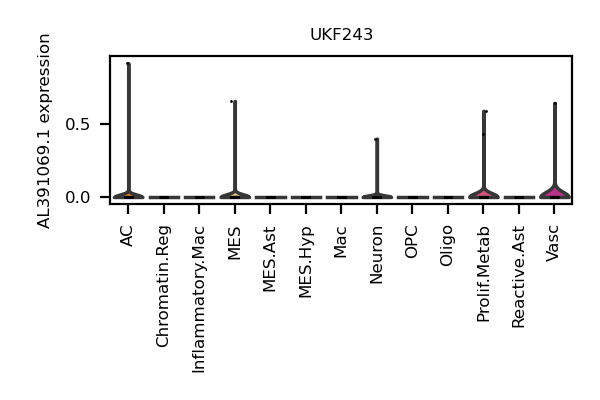 UKF243
AL391069.1 expression
0.5
0.0
AC
Chromatin.Reg
Inflammatory.Mac
MES
MES.Ast
MES.Hyp
Mac
Neuron
OPC
Oligo
Prolif.Metab
Reactive.Ast
Vasc